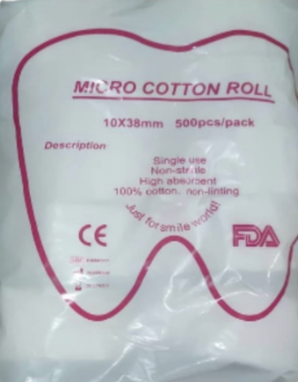 MICRO COTTON ROLL
10X38mm 500pcs/pack
Description
Single use
Non-strile
High absorbent
100% cotton, non-linting
Just for smile world!
CE
FDA